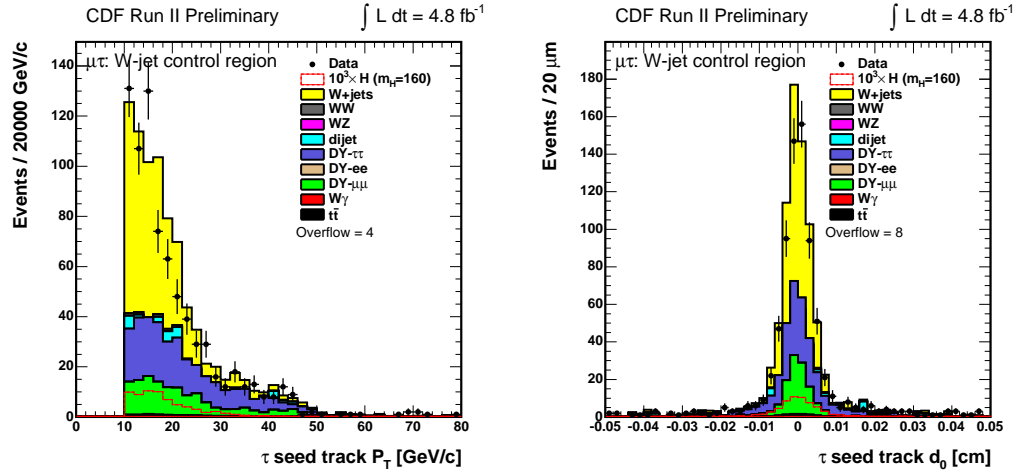 CDF Run II Preliminary
∫ L dt = 4.8 fb-1
μτ: W-jet control region
Data
10³× H (mH=160)
W+jets
WW
WZ
dijet
DY-ττ
DY-ee
DY-μμ
Wγ
tt̄
Overflow = 4
Events / 20000 GeV/c
0
20
40
60
80
100
120
140
0 10 20 30 40 50 60 70 80
τ seed track PT [GeV/c]
CDF Run II Preliminary
∫ L dt = 4.8 fb-1
μτ: W-jet control region
Data
10³× H (mH=160)
W+jets
WW
WZ
dijet
DY-ττ
DY-ee
DY-μμ
Wγ
tt̄
Overflow = 8
Events / 20 μm
0
20
40
60
80
100
120
140
160
180
-0.05 -0.04 -0.03 -0.02 -0.01 0 0.01 0.02 0.03 0.04 0.05
τ seed track d0 [cm]